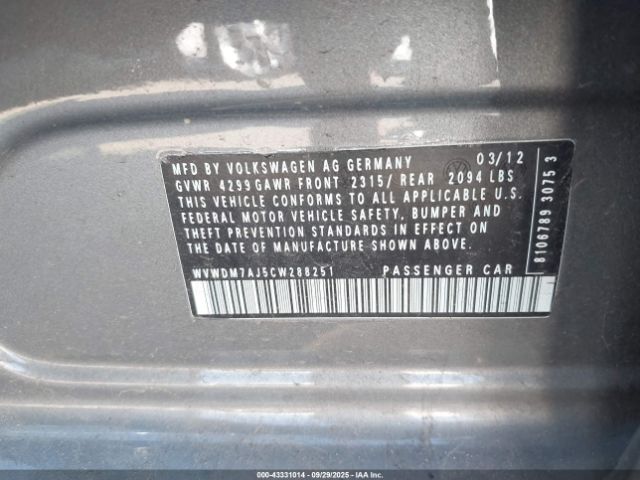 MFD BY VOLKSWAGEN AG GERMANY 03/12
GVWR 4299 GAWR FRONT 2315/ REAR 2094 LBS
THIS VEHICLE CONFORMS TO ALL APPLICABLE U.S.
FEDERAL MOTOR VEHICLE SAFETY, BUMPER AND
THEFT PREVENTION STANDARDS IN EFFECT ON
THE DATE OF MANUFACTURE SHOWN ABOVE.
WVWDM7AJ5CW288251 PASSENGER CAR
8106789 3075 3
000-43331014 | 09/29/2025 | IAA Inc.